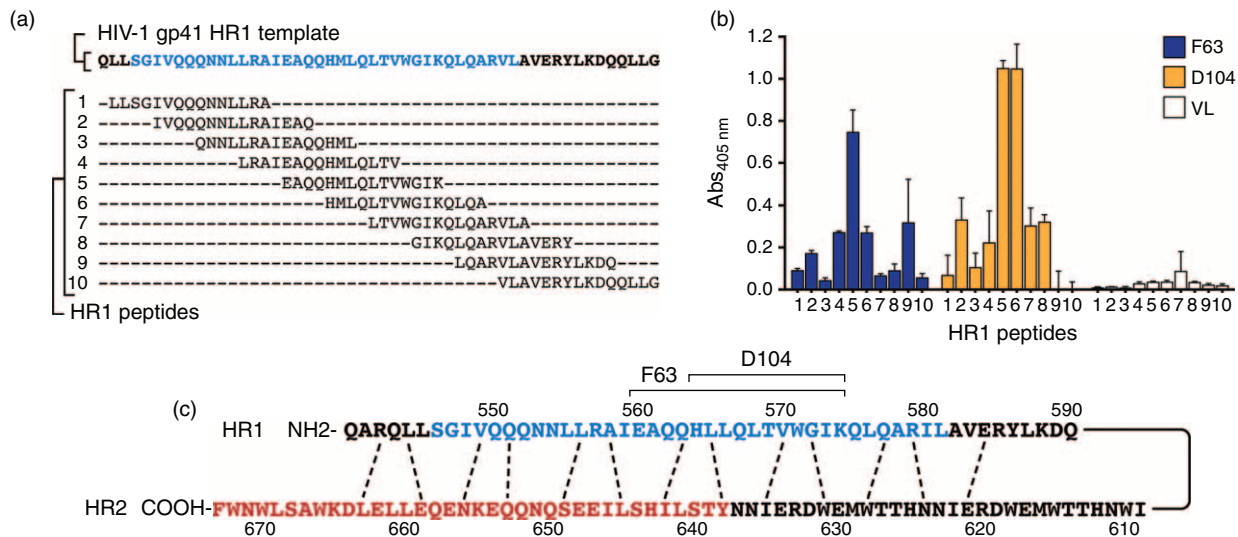 (a)
HIV-1 gp41 HR1 template
QLLSGIVQQQNNLLRAIEAQQHMLQLTVWGIKQLQARVLAVERYLKDQQLLG
1 -LLSGIVQQQNNLLRA------------------------------------
2 -----IVQQQNNLLRAIEAQ--------------------------------
3 ---------QNNLLRAIEAQQHML----------------------------
4 -------------LRAIEAQQHMLQLTV------------------------
5 -----------------EAQQHMLQLTVWGIK--------------------
6 ---------------------HMLQLTVWGIKQLQA----------------
7 -------------------------LTVWGIKQLQARVLA------------
8 -----------------------------GIKQLQARVLAVERY--------
9 ---------------------------------LQARVLAVERYLKDQ----
10 -------------------------------------VLAVERYLKDQQLLG
HR1 peptides
(b)
Abs405 nm
1.2
1.0
0.8
0.6
0.4
0.2
0.0
F63
D104
VL
1 2 3 4 5 6 7 8 9 10 1 2 3 4 5 6 7 8 9 10 1 2 3 4 5 6 7 8 9 10
HR1 peptides
(c)
D104
F63
550 560 570 580 590
HR1 NH2- QARQLLSGIVQQQNNLLRAIEAQQHLLQLTVWGIKQLQARILAVERYLKDQ
HR2 COOH-FWNWLSAWKDLELLEQENKEQQNQSEEILSHILSTYNNIERDWEMWTTHNNIERDWEMWTTHNWI
670 660 650 640 630 620 610